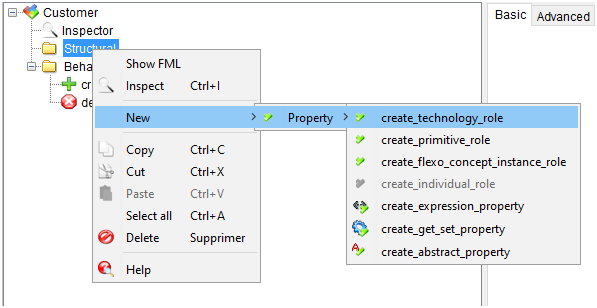 Customer
Inspector
Structural
Beha
cr
de
Show FML
Inspect Ctrl+I
New
Copy Ctrl+C
Cut Ctrl+X
Paste Ctrl+V
Select all Ctrl+A
Delete Supprimer
Help
Property
create_technology_role
create_primitive_role
create_flexo_concept_instance_role
create_individual_role
create_expression_property
create_get_set_property
create_abstract_property
Basic Advanced